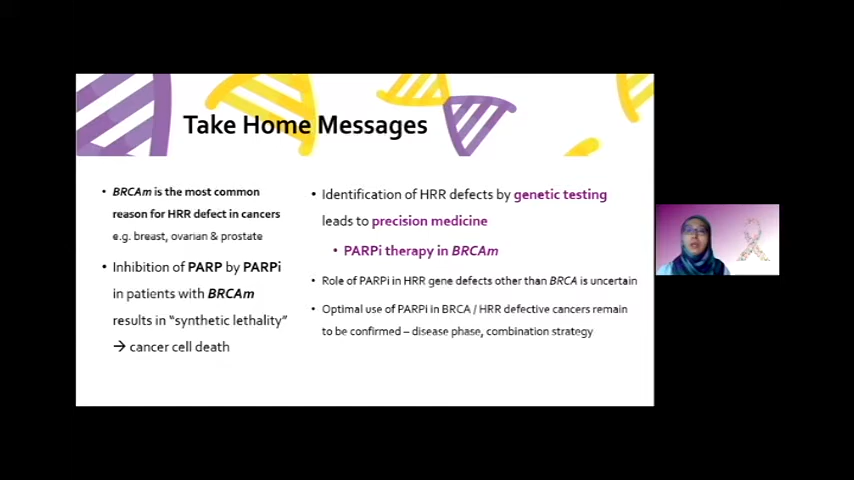 Take Home Messages
• BRCAm is the most common
reason for HRR defect in cancers
e.g. breast, ovarian & prostate
• Inhibition of PARP by PARPi
in patients with BRCAm
results in “synthetic lethality”
→ cancer cell death
• Identification of HRR defects by genetic testing
leads to precision medicine
• PARPi therapy in BRCAm
• Role of PARPi in HRR gene defects other than BRCA is uncertain
• Optimal use of PARPi in BRCA / HRR defective cancers remain
to be confirmed – disease phase, combination strategy